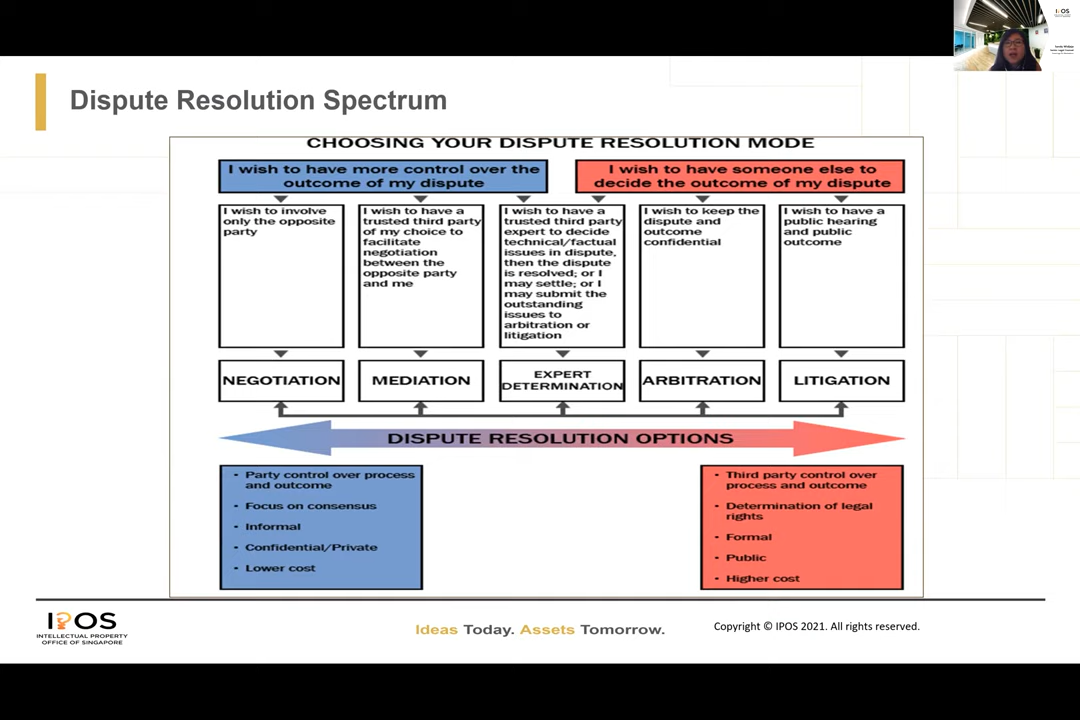 IPOS
Dispute Resolution Spectrum
CHOOSING YOUR DISPUTE RESOLUTION MODE
I wish to have more control over the
outcome of my dispute
I wish to have someone else to
decide the outcome of my dispute
I wish to involve
only the opposite
party
I wish to have a
trusted third party
of my choice to
facilitate
negotiation
between the
opposite party
and me
I wish to have a
trusted third party
expert to decide
technical/factual
issues in dispute,
then the dispute
is resolved; or I
may settle; or I
may submit the
outstanding
issues to
arbitration or
litigation
I wish to keep the
dispute and
outcome
confidential
I wish to have a
public hearing
and public
outcome
NEGOTIATION
MEDIATION
EXPERT
DETERMINATION
ARBITRATION
LITIGATION
DISPUTE RESOLUTION OPTIONS
• Party control over process
and outcome
• Focus on consensus
• Informal
• Confidential/Private
• Lower cost
• Third party control over
process and outcome
• Determination of legal
rights
• Formal
• Public
• Higher cost
IPOS
INTELLECTUAL PROPERTY
OFFICE OF SINGAPORE
Ideas Today. Assets Tomorrow.
Copyright © IPOS 2021. All rights reserved.